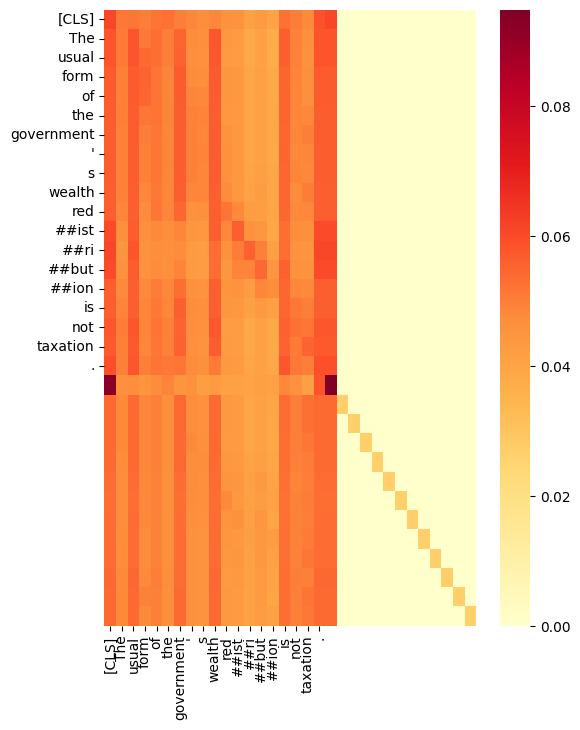 [CLS]
The
usual
form
of
the
government
'
s
wealth
red
##ist
##ri
##but
##ion
is
not
taxation
.
0.08
0.06
0.04
0.02
0.00
[CLS]
The
usual
form
of
the
government
'
s
wealth
red
##ist
##ri
##but
##ion
is
not
taxation
.